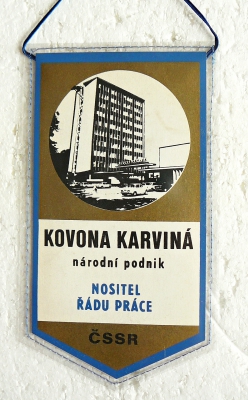 KOVONA KARVINÁ
národní podnik
NOSITEL
ŘÁDU PRÁCE
ČSSR